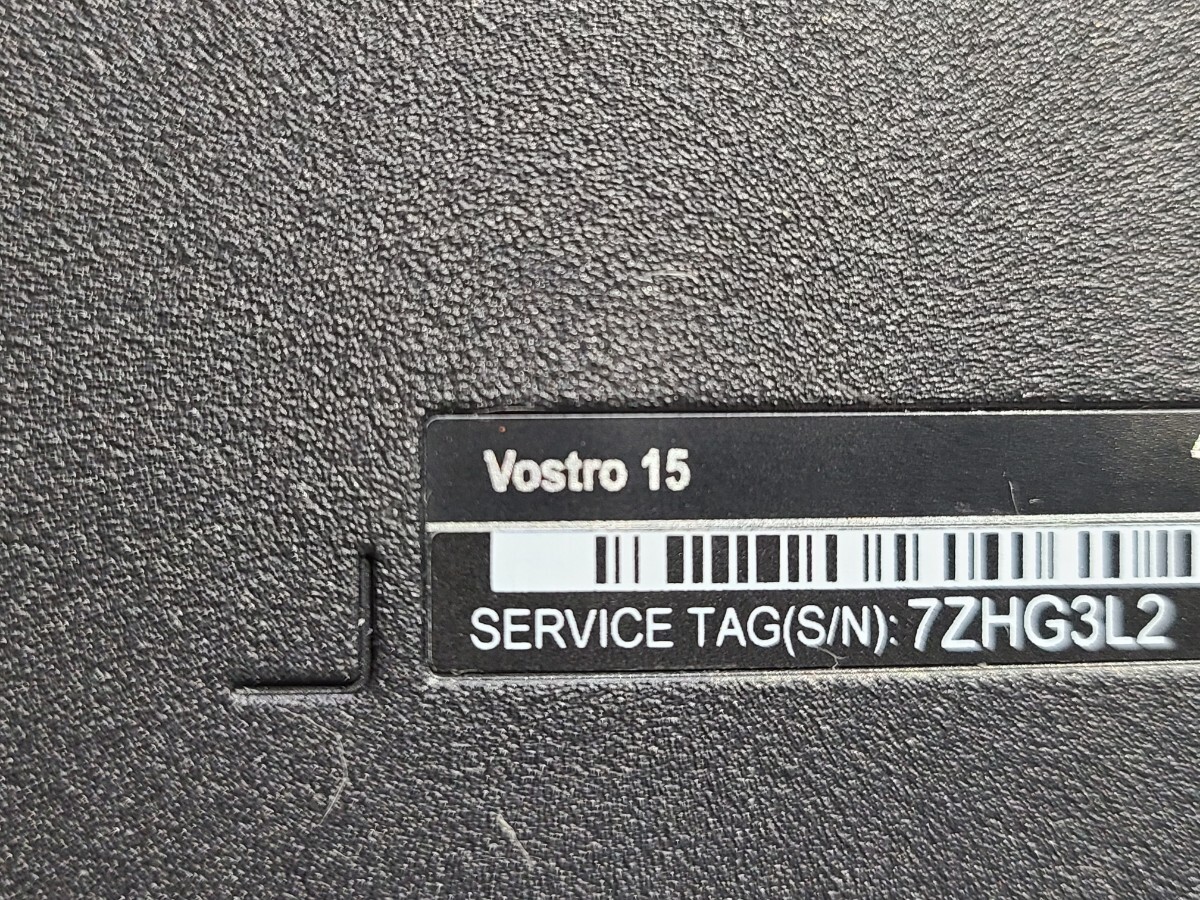 Vostro 15
SERVICE TAG(S/N): 7ZHG3L2